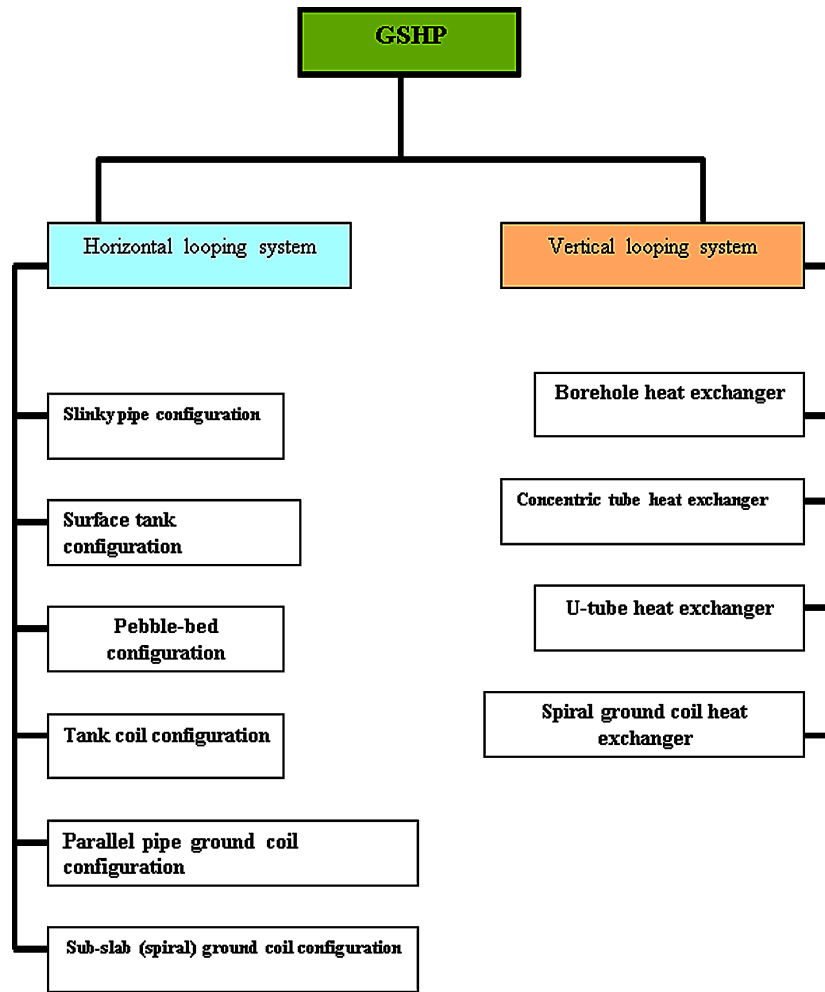 GSHP
Horizontal looping system
Vertical looping system
Slinky pipe configuration
Surface tank
configuration
Pebble-bed
configuration
Tank coil configuration
Parallel pipe ground coil
configuration
Sub-slab (spiral) ground coil configuration
Borehole heat exchanger
Concentric tube heat exchanger
U-tube heat exchanger
Spiral ground coil heat
exchanger